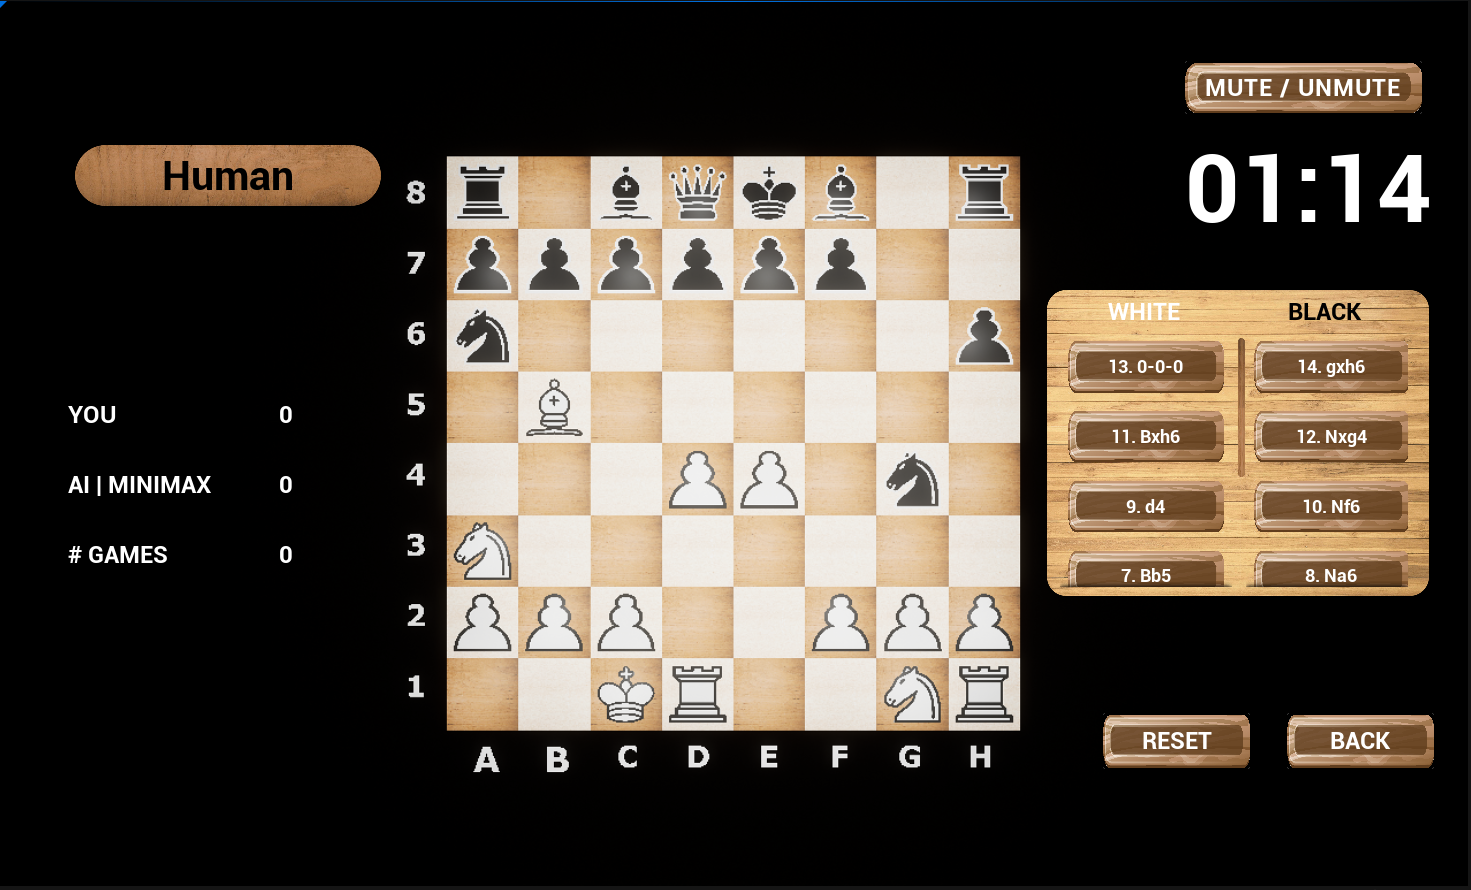 MUTE / UNMUTE
Human
01:14
8
7
6
5
4
3
2
1
A B C D E F G H
YOU 0
AI | MINIMAX 0
# GAMES 0
WHITE BLACK
13. 0-0-0 14. gxh6
11. Bxh6 12. Nxg4
9. d4 10. Nf6
7. Bb5 8. Na6
RESET BACK